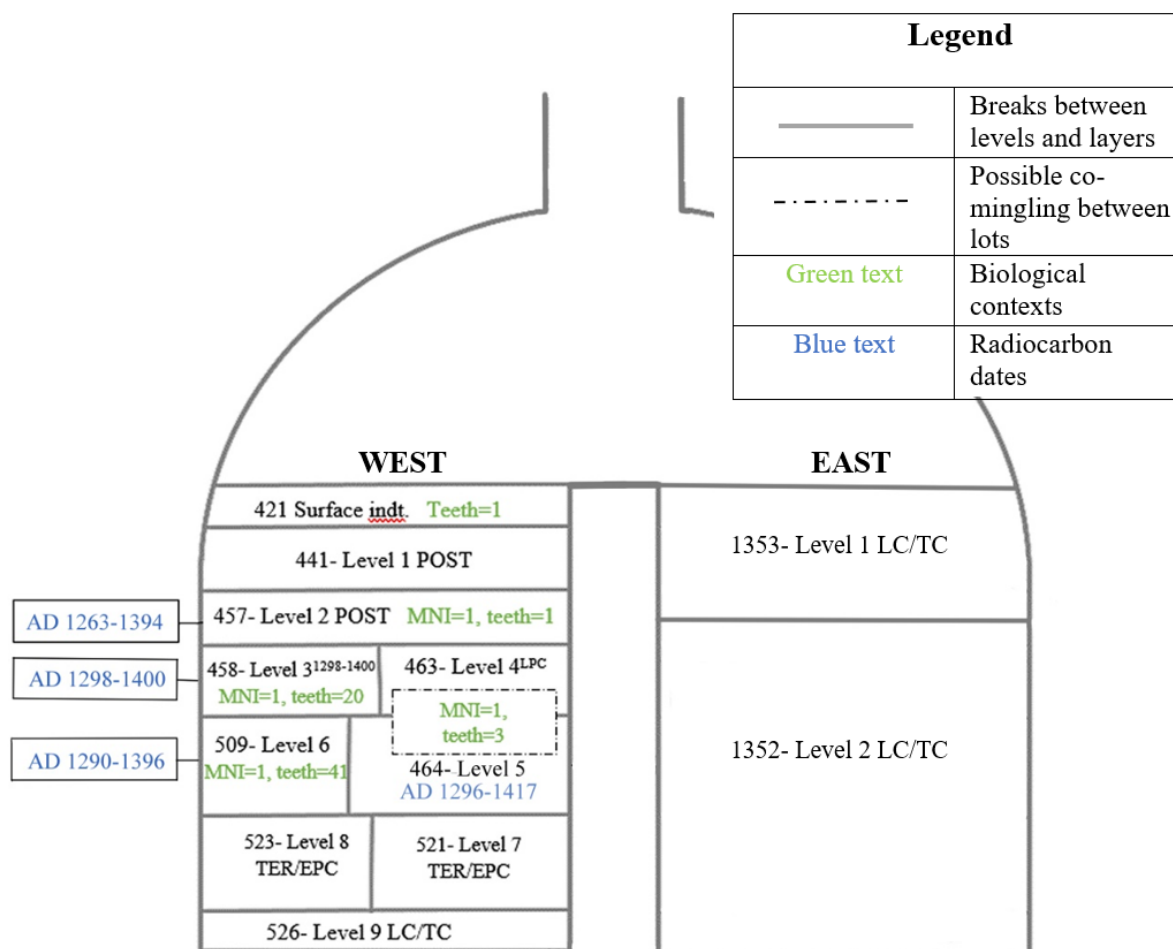 Legend
Breaks between
levels and layers
Possible co-
mingling between
lots
Green text
Biological
contexts
Blue text
Radiocarbon
dates
WEST
EAST
421 Surface indt. Teeth=1
441- Level 1 POST
457- Level 2 POST MNI=1, teeth=1
AD 1263-1394
458- Level 3 1298-1400
MNI=1, teeth=20
AD 1298-1400
463- Level 4 LPC
MNI=1,
teeth=3
509- Level 6
MNI=1, teeth=41
AD 1290-1396
464- Level 5
AD 1296-1417
523- Level 8
TER/EPC
521- Level 7
TER/EPC
526- Level 9 LC/TC
1353- Level 1 LC/TC
1352- Level 2 LC/TC